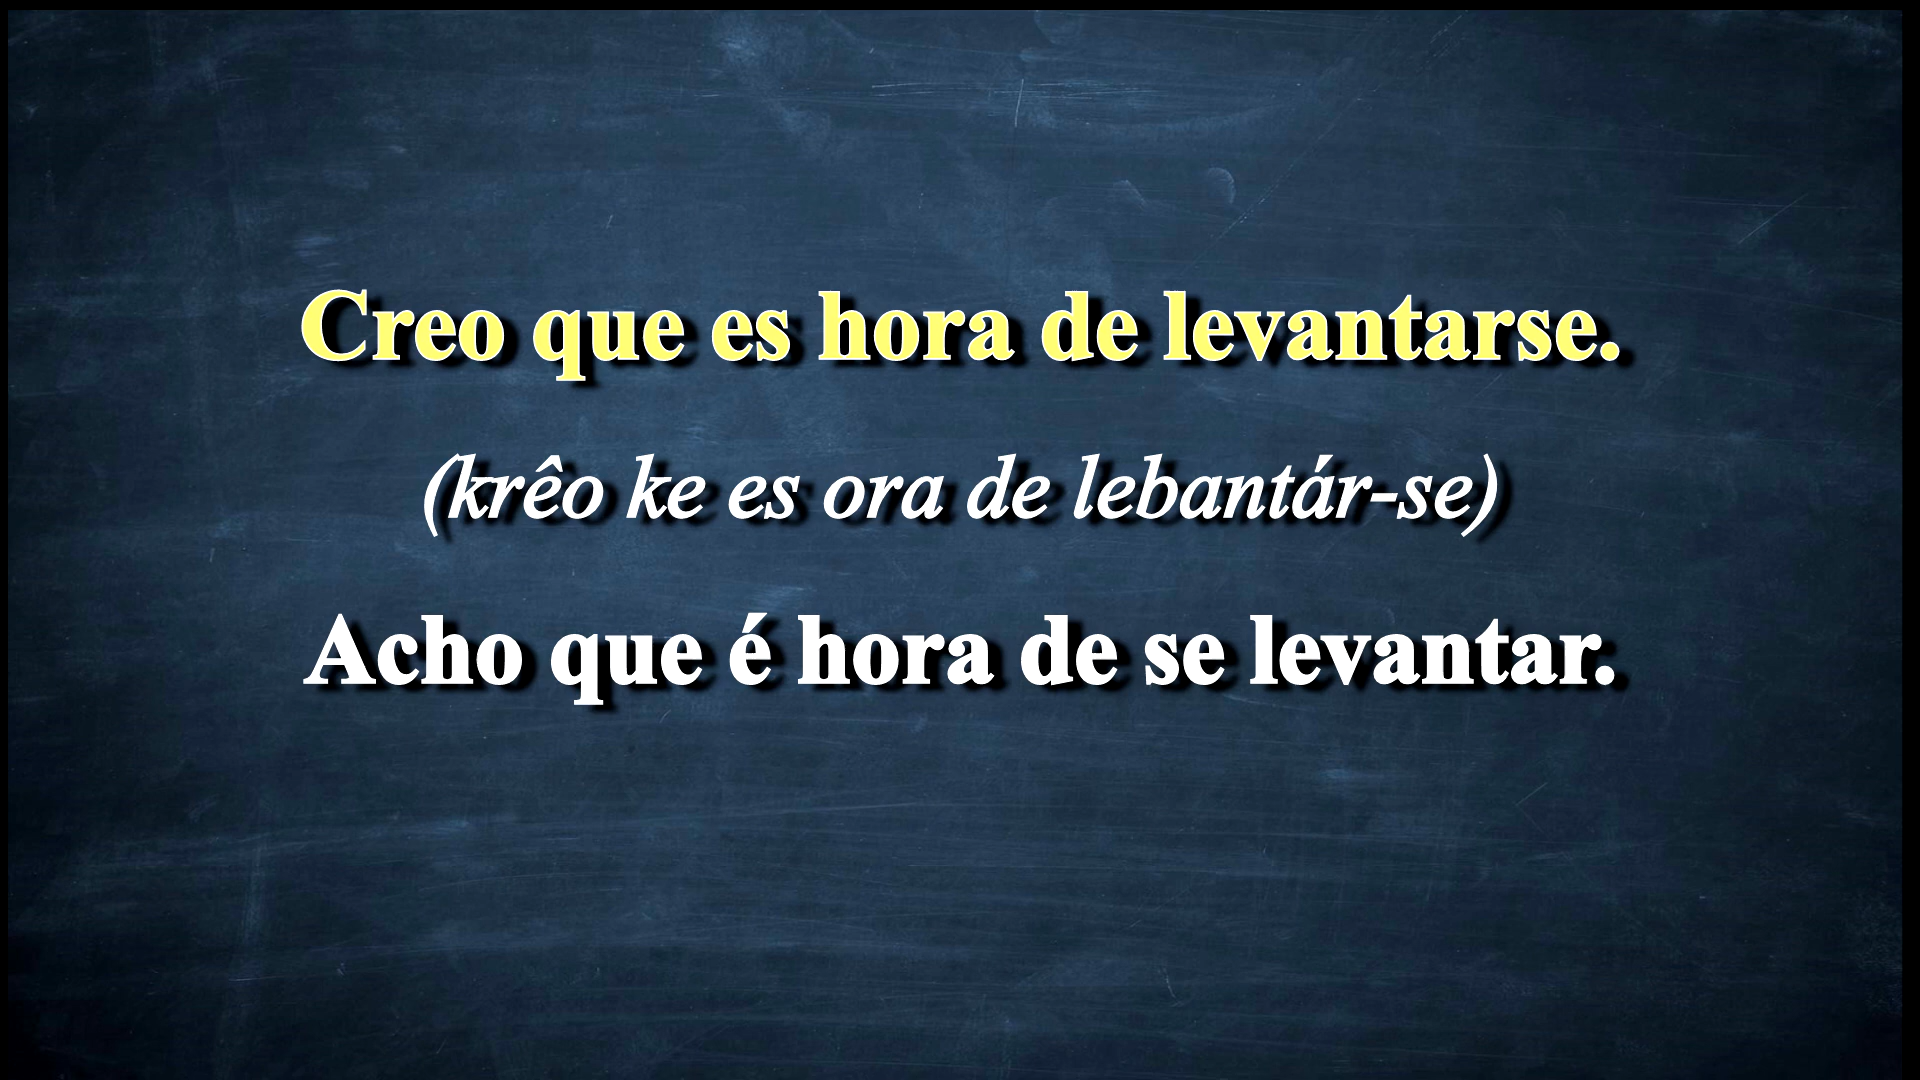 Creo que es hora de levantarse.
(krêo ke es ora de lebantár-se)
Acho que é hora de se levantar.